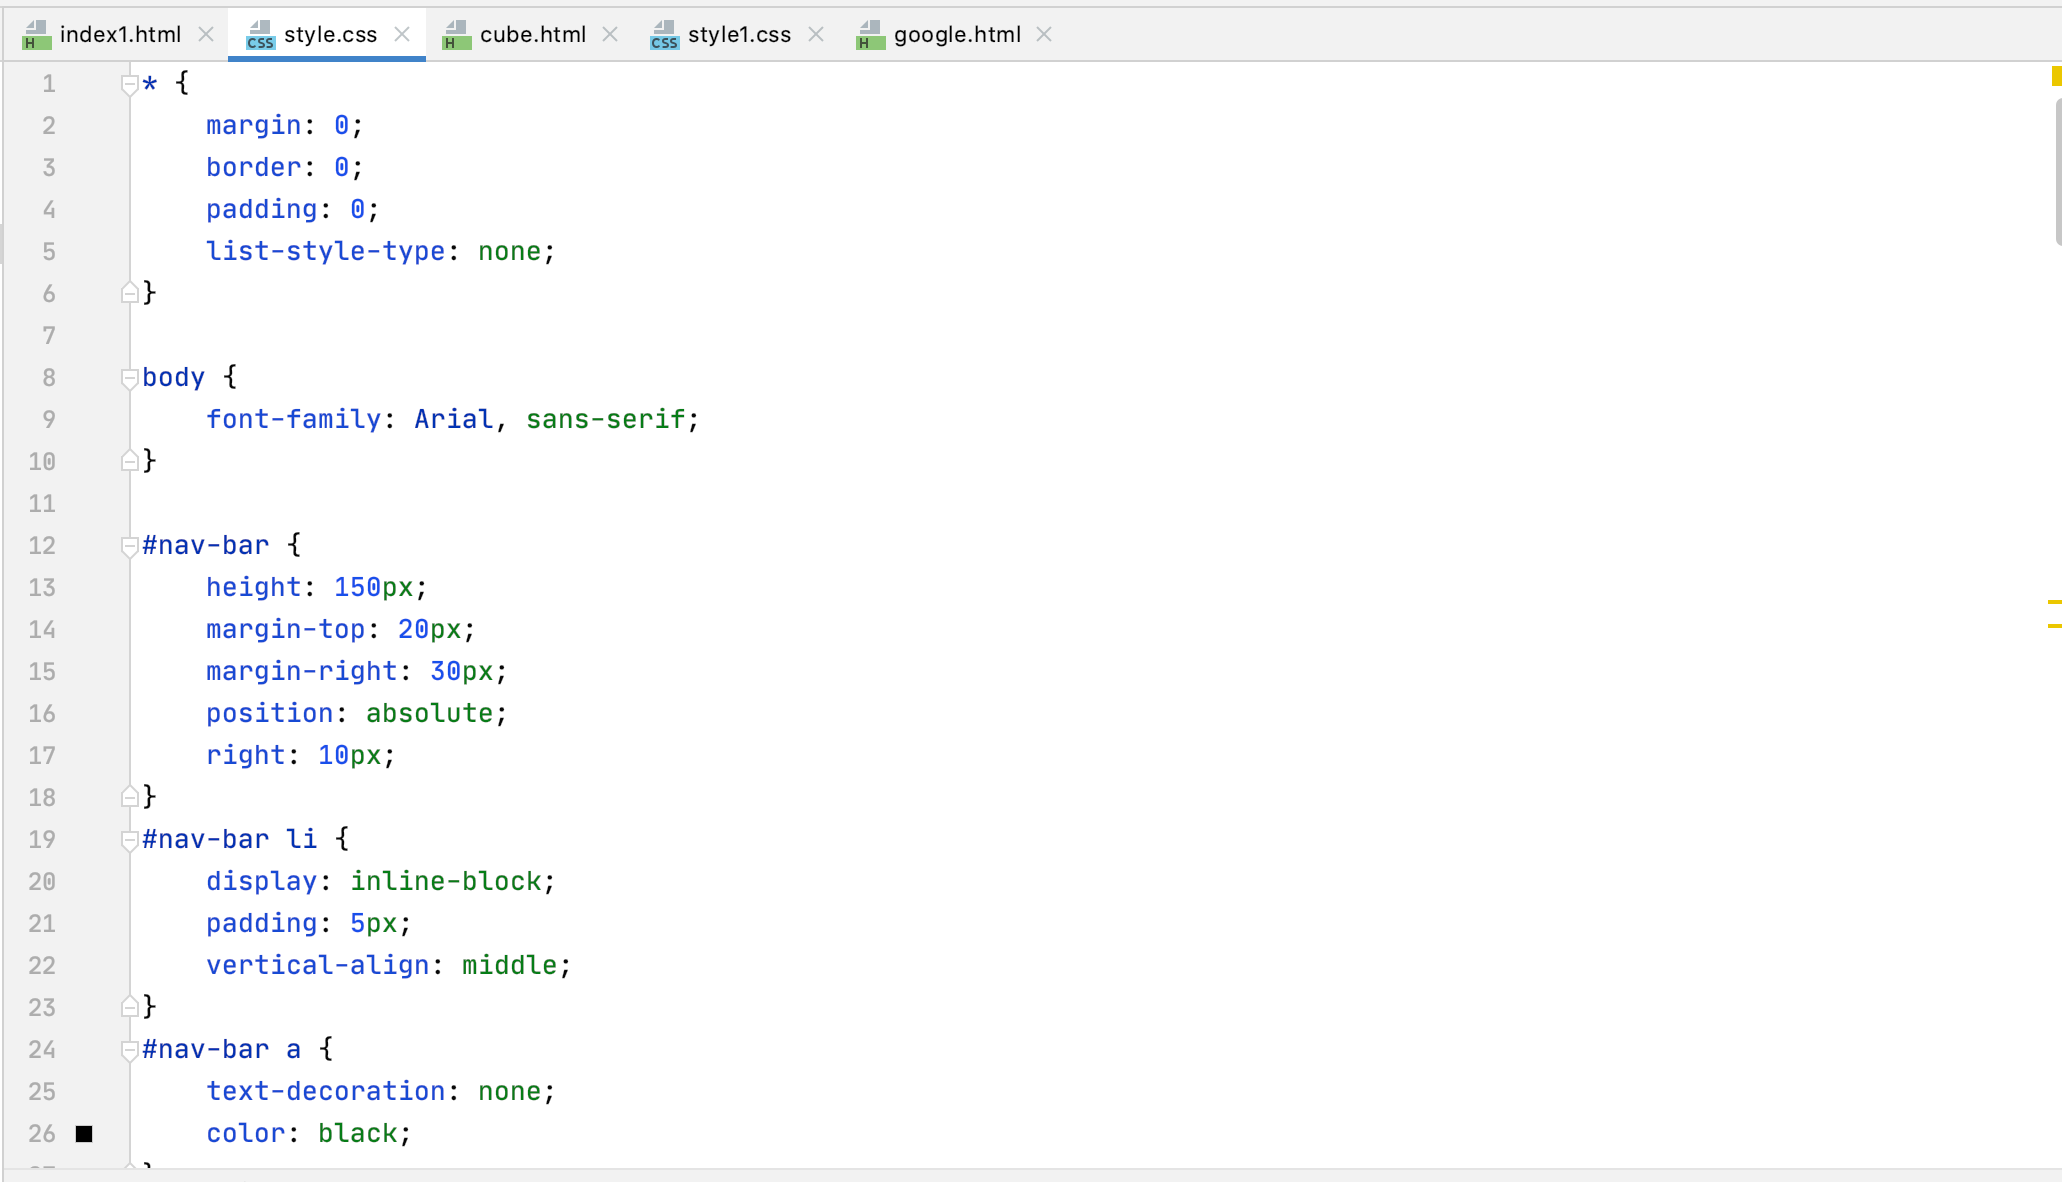 index1.html style.css cube.html style1.css google.html
1 * {
2     margin: 0;
3     border: 0;
4     padding: 0;
5     list-style-type: none;
6 }
7
8 body {
9     font-family: Arial, sans-serif;
10 }
11
12 #nav-bar {
13     height: 150px;
14     margin-top: 20px;
15     margin-right: 30px;
16     position: absolute;
17     right: 10px;
18 }
19 #nav-bar li {
20     display: inline-block;
21     padding: 5px;
22     vertical-align: middle;
23 }
24 #nav-bar a {
25     text-decoration: none;
26     color: black;